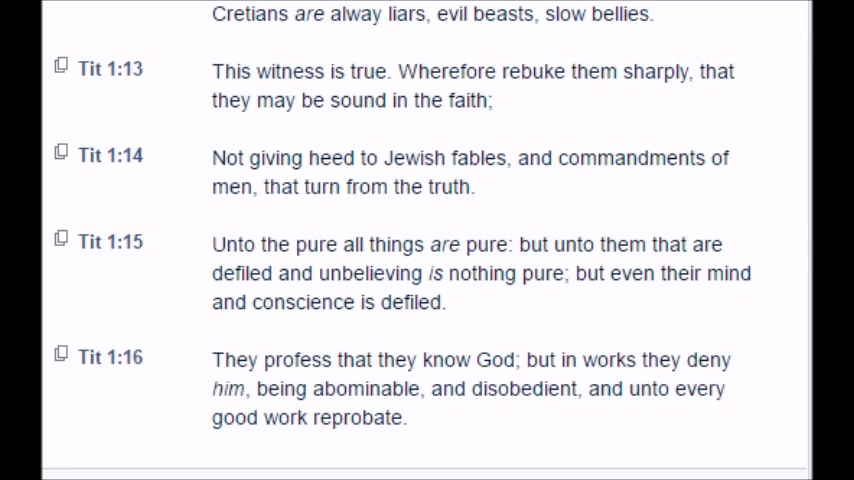 Cretians are alway liars, evil beasts, slow bellies.
Tit 1:13 This witness is true. Wherefore rebuke them sharply, that
they may be sound in the faith;
Tit 1:14 Not giving heed to Jewish fables, and commandments of
men, that turn from the truth.
Tit 1:15 Unto the pure all things are pure: but unto them that are
defiled and unbelieving is nothing pure; but even their mind
and conscience is defiled.
Tit 1:16 They profess that they know God; but in works they deny
him, being abominable, and disobedient, and unto every
good work reprobate.